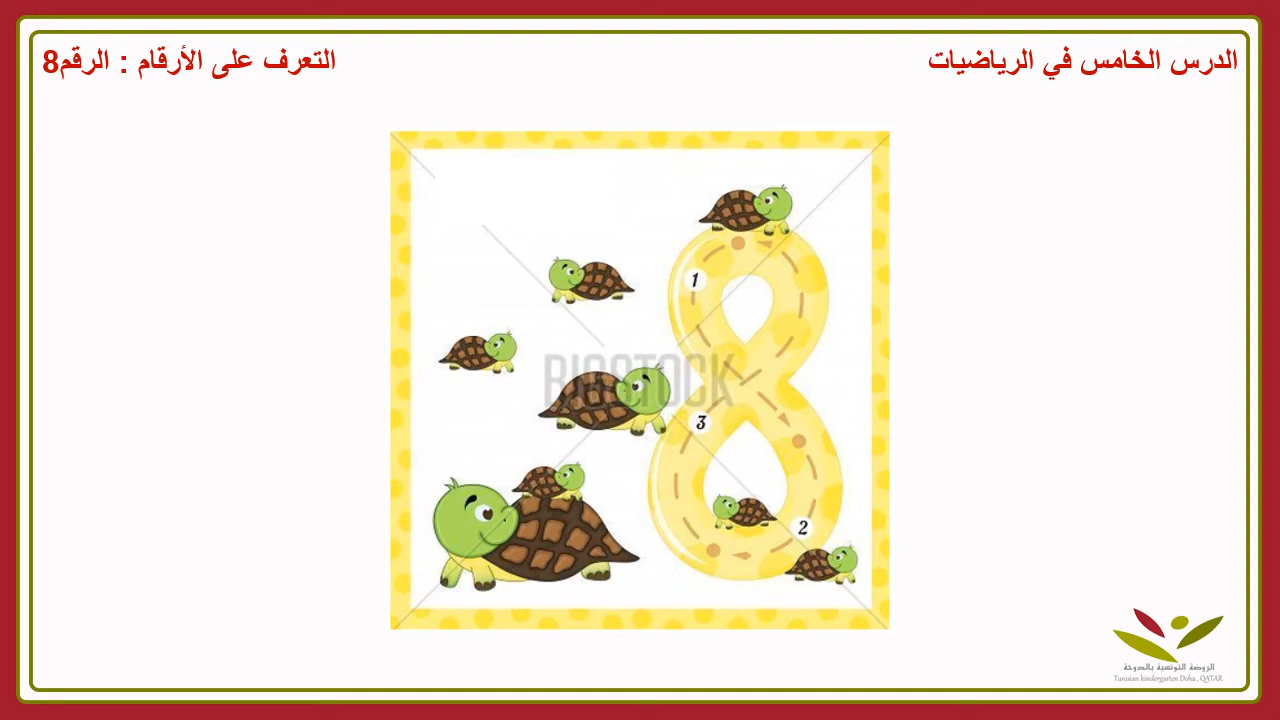 الدرس الخامس في الرياضيات
التعرف على الأرقام : الرقم8
BIGSTOCK
1
3
2
الروضة التونسية بالدوحة
Tunisian kindergarten Doha , QATAR